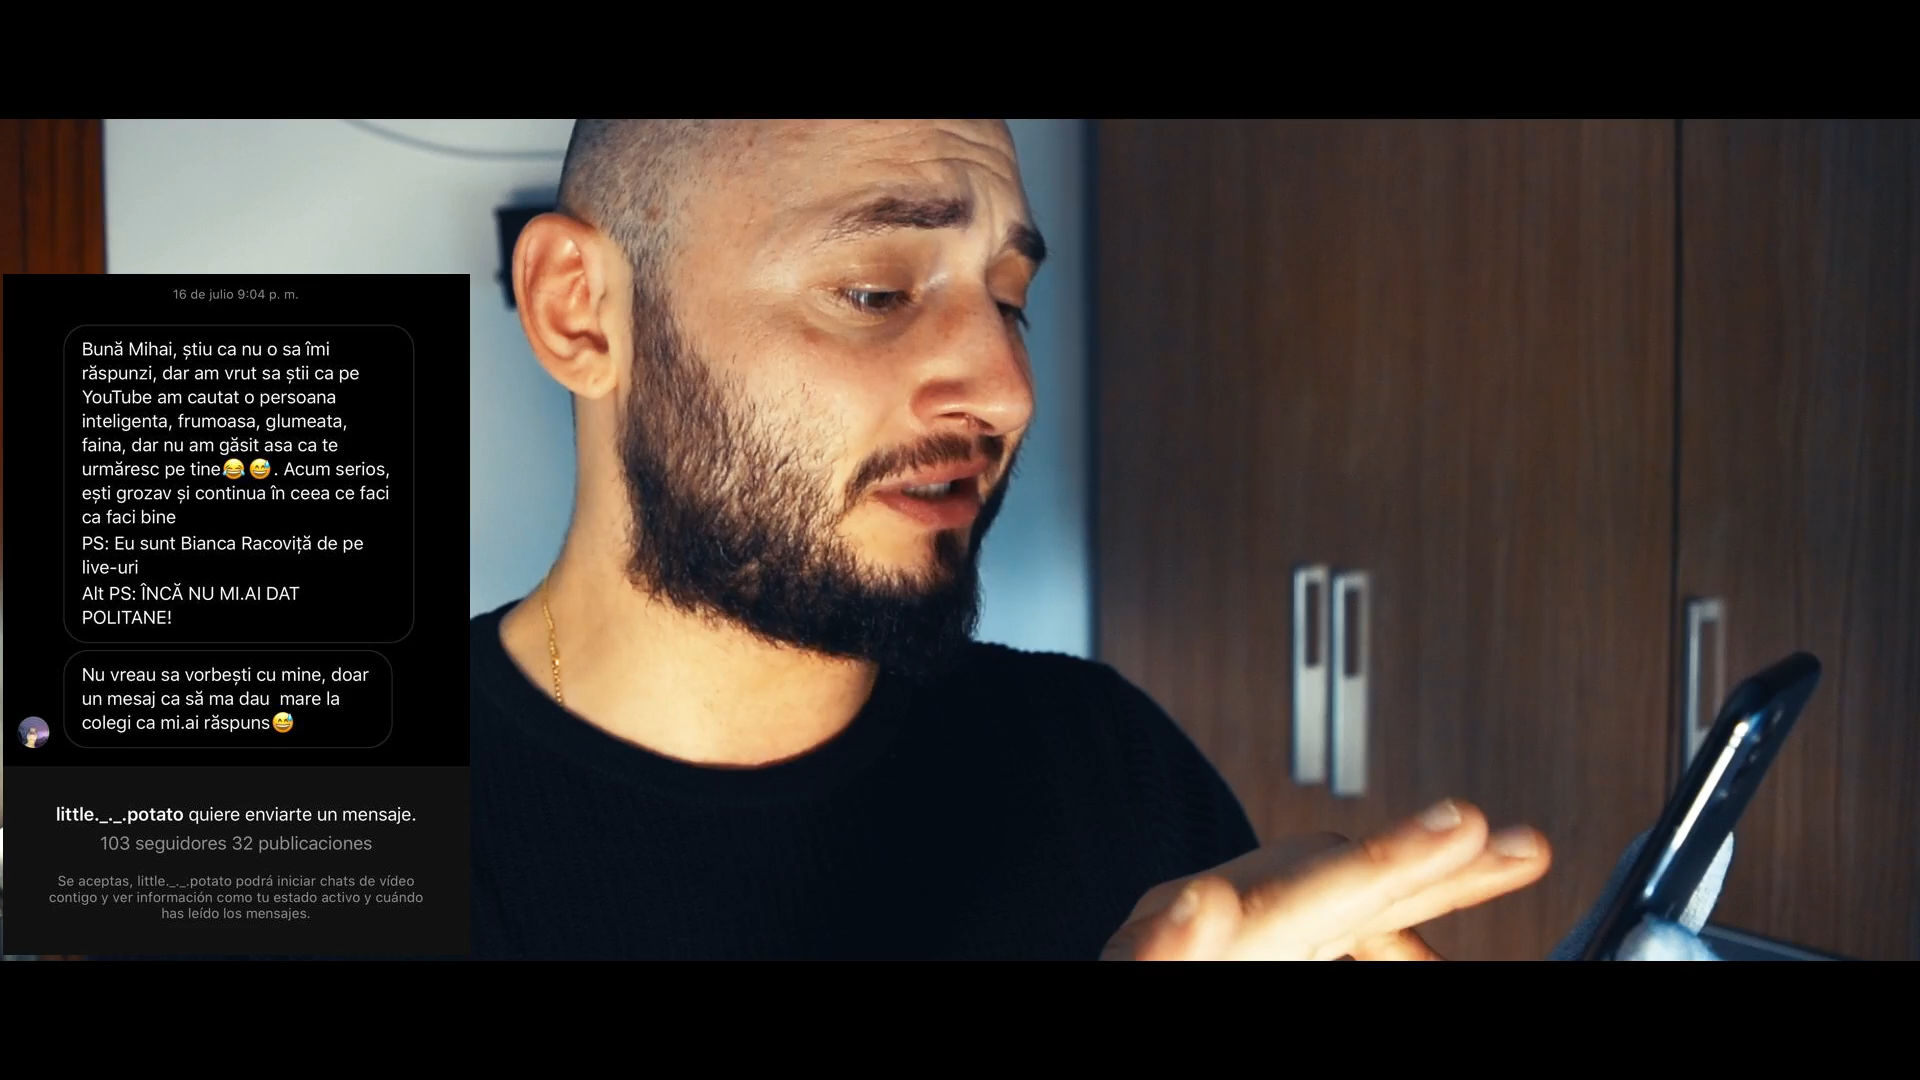 16 de julio 9:04 p. m.
Bună Mihai, știu ca nu o sa îmi
răspunzi, dar am vrut sa știi ca pe
YouTube am cautat o persoana
inteligenta, frumoasa, glumeata,
faina, dar nu am găsit asa ca te
urmăresc pe tine😂😅. Acum serios,
ești grozav și continua în ceea ce faci
ca faci bine
PS: Eu sunt Bianca Racoviță de pe
live-uri
Alt PS: ÎNCĂ NU MI.AI DAT
POLITANE!
Nu vreau sa vorbești cu mine, doar
un mesaj ca să ma dau  mare la
colegi ca mi.ai răspuns😅
little._._.potato quiere enviarte un mensaje.
103 seguidores 32 publicaciones
Se aceptas, little._._.potato podrá iniciar chats de vídeo
contigo y ver información como tu estado activo y cuándo
has leído los mensajes.